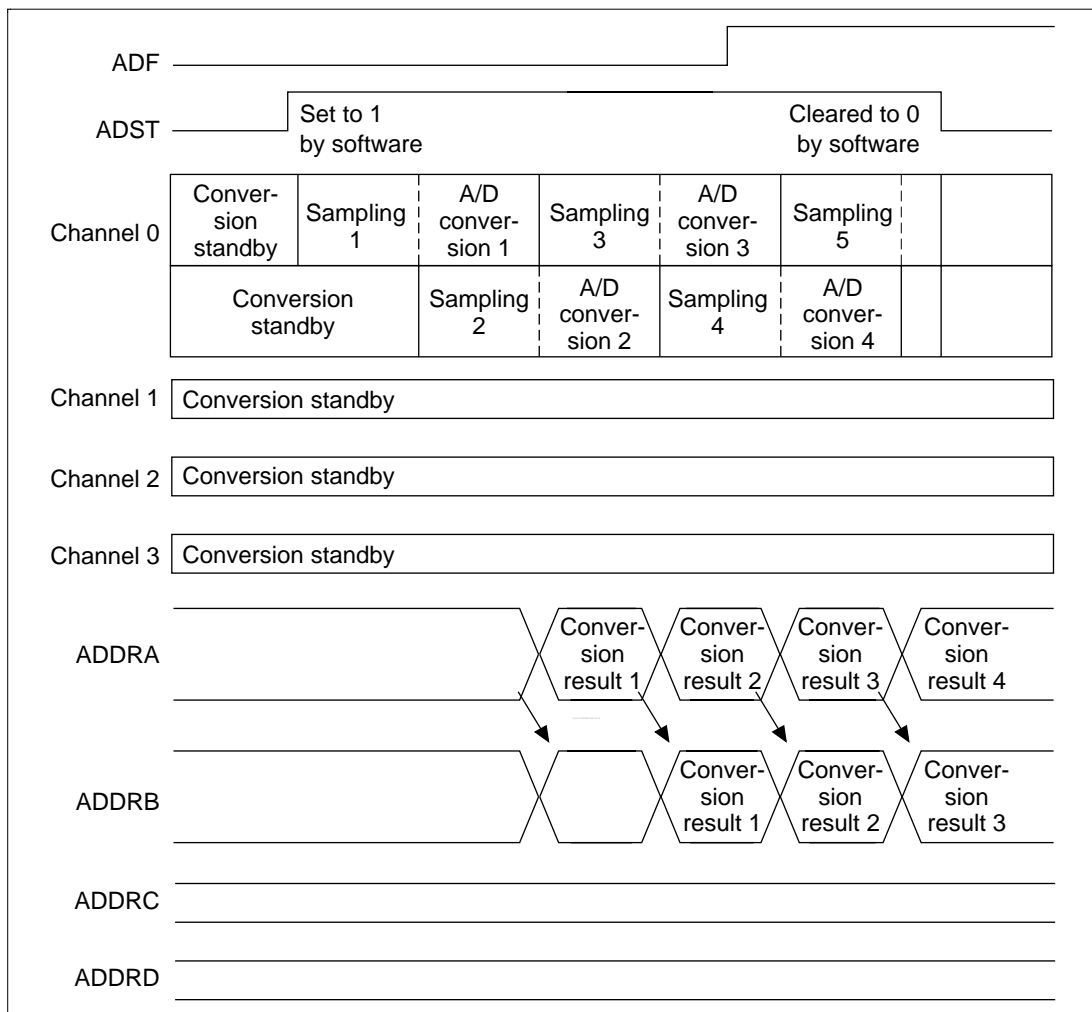 ADF
ADST
Set to 1
by software
Cleared to 0
by software
Channel 0
Conver-
sion
standby
Sampling
1
A/D
conver-
sion 1
Sampling
3
A/D
conver-
sion 3
Sampling
5
Conversion
standby
Sampling
2
A/D
conver-
sion 2
Sampling
4
A/D
conver-
sion 4
Channel 1
Conversion standby
Channel 2
Conversion standby
Channel 3
Conversion standby
ADDRA
Conver-
sion
result 1
Conver-
sion
result 2
Conver-
sion
result 3
Conver-
sion
result 4
ADDRB
Conver-
sion
result 1
Conver-
sion
result 2
Conver-
sion
result 3
ADDRC
ADDRD